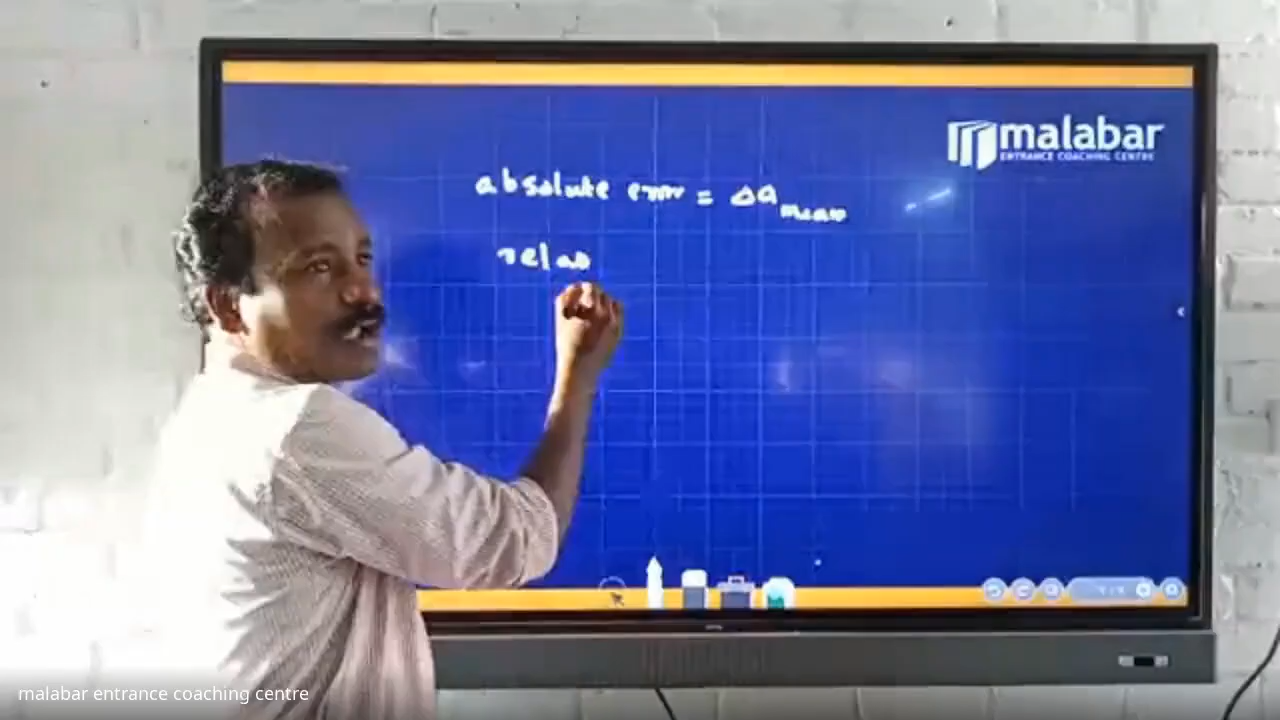 malabar
ENTRANCE COACHING CENTRE
absolute error = Δa mean
relat
malabar entrance coaching centre